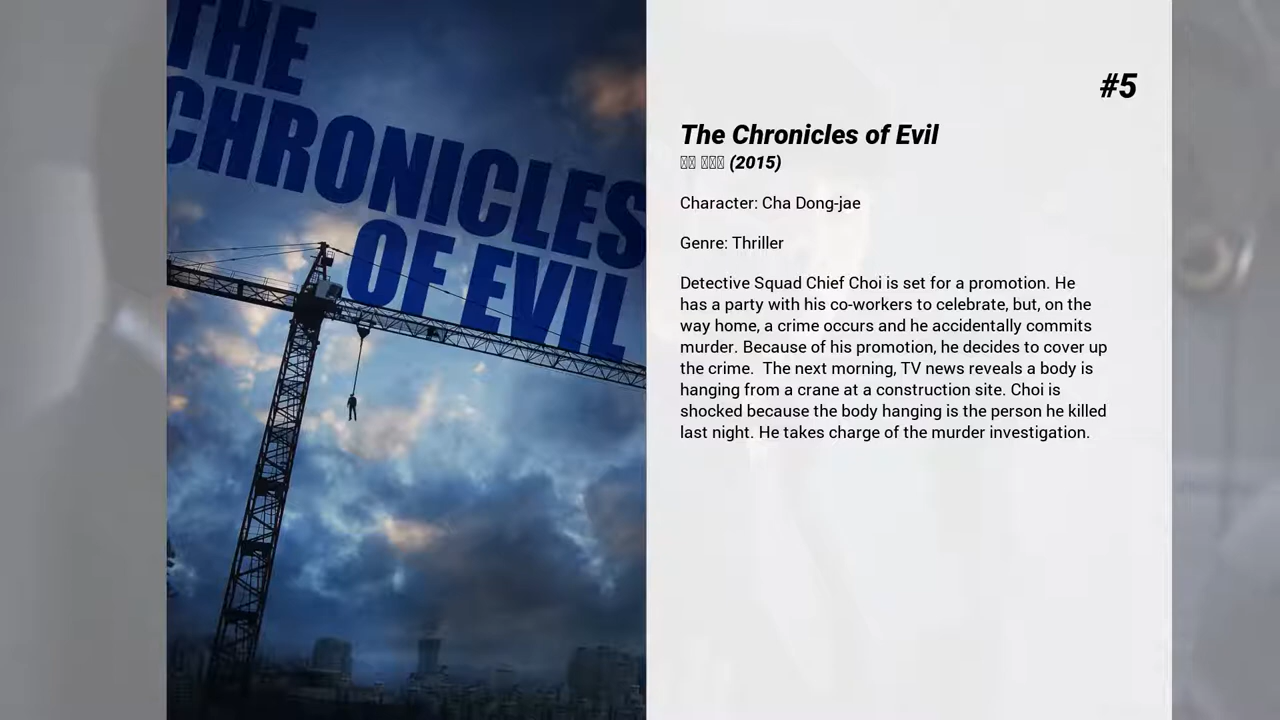 THE
CHRONICLES
OF EVIL
#5
The Chronicles of Evil
(2015)
Character: Cha Dong-jae
Genre: Thriller
Detective Squad Chief Choi is set for a promotion. He
has a party with his co-workers to celebrate, but, on the
way home, a crime occurs and he accidentally commits
murder. Because of his promotion, he decides to cover up
the crime.  The next morning, TV news reveals a body is
hanging from a crane at a construction site. Choi is
shocked because the body hanging is the person he killed
last night. He takes charge of the murder investigation.